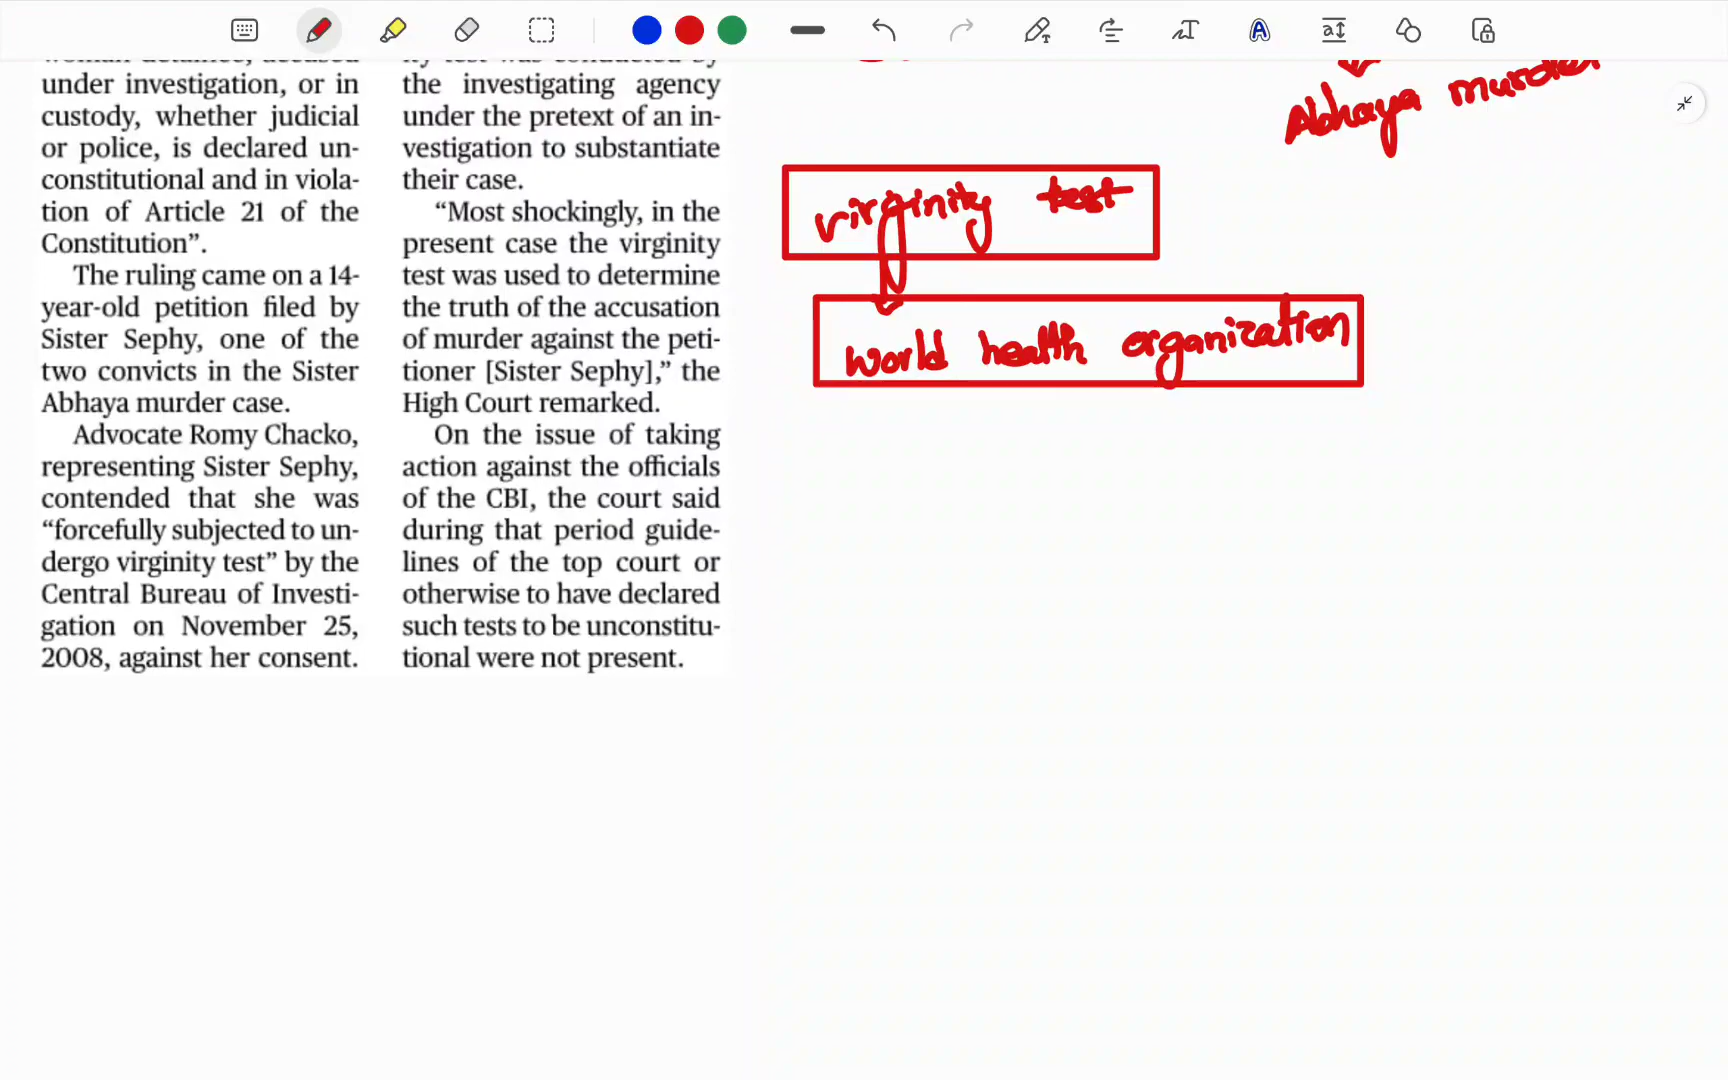 woman detainee, accused
under investigation, or in
custody, whether judicial
or police, is declared un-
constitutional and in viola-
tion of Article 21 of the
Constitution”.
The ruling came on a 14-
year-old petition filed by
Sister Sephy, one of the
two convicts in the Sister
Abhaya murder case.
Advocate Romy Chacko,
representing Sister Sephy,
contended that she was
“forcefully subjected to un-
dergo virginity test” by the
Central Bureau of Investi-
gation on November 25,
2008, against her consent.
ity test was conducted by
the investigating agency
under the pretext of an in-
vestigation to substantiate
their case.
“Most shockingly, in the
present case the virginity
test was used to determine
the truth of the accusation
of murder against the peti-
tioner [Sister Sephy],” the
High Court remarked.
On the issue of taking
action against the officials
of the CBI, the court said
during that period guide-
lines of the top court or
otherwise to have declared
such tests to be unconstitu-
tional were not present.
Abhaya murder
virginity test
world health organization